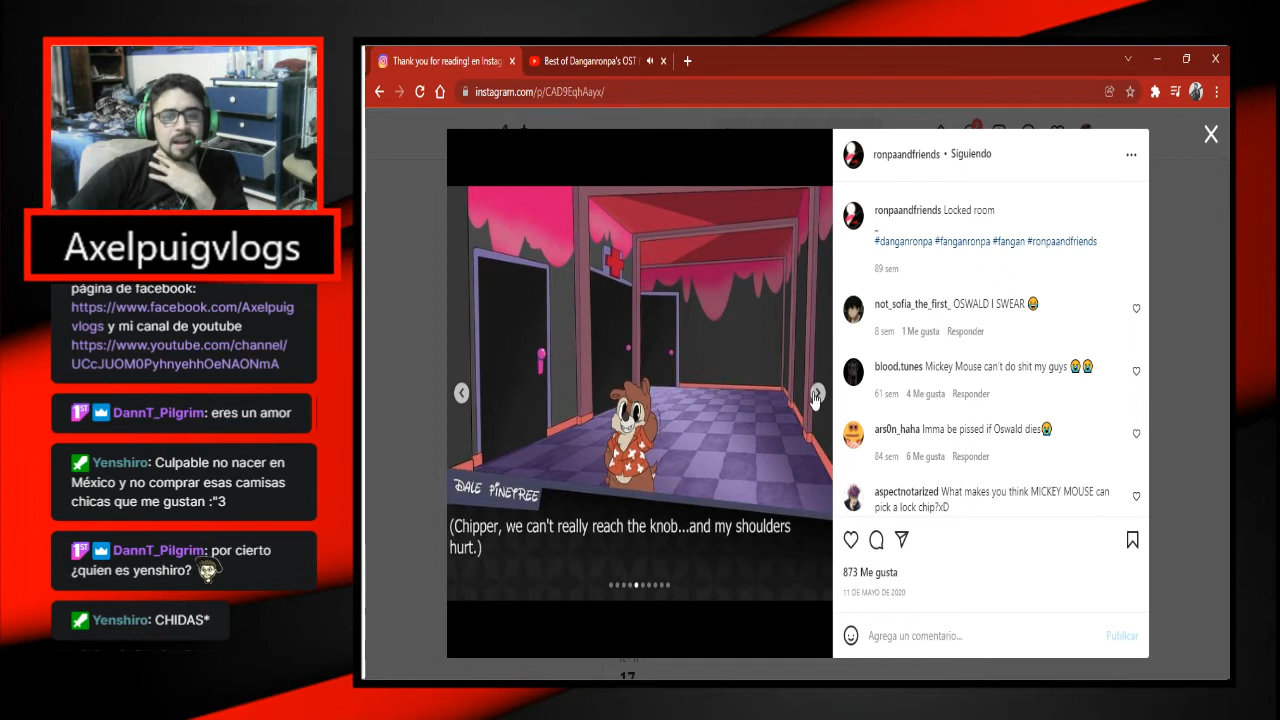 Axelpuigvlogs
página de facebook:
https://www.facebook.com/Axelpuig
vlogs y mi canal de youtube
https://www.youtube.com/channel/
UCcJUOM0PyhnyehhOeNAONmA
DannT_Pilgrim: eres un amor
Yenshiro: Culpable no nacer en
México y no comprar esas camisas
chicas que me gustan :"3
DannT_Pilgrim: por cierto
¿quien es yenshiro?
Yenshiro: CHIDAS*
Thank you for reading! en Instag
Best of Danganronpa's OST
instagram.com/p/CAD9EqhAayx/
DALE PINETREE
(Chipper, we can't really reach the knob...and my shoulders
hurt.)
ronpaandfriends • Siguiendo
ronpaandfriends Locked room
_
#danganronpa #fanganronpa #fangan #ronpaandfriends
89 sem
not_sofia_the_first_ OSWALD I SWEAR 😂
8 sem 1 Me gusta Responder
blood.tunes Mickey Mouse can't do shit my guys 😭😭
61 sem 4 Me gusta Responder
ars0n_haha Imma be pissed if Oswald dies😭
84 sem 6 Me gusta Responder
aspectnotarized What makes you think MICKEY MOUSE can
pick a lock chip?xD
873 Me gusta
11 DE MAYO DE 2020
Agrega un comentario...
Publicar